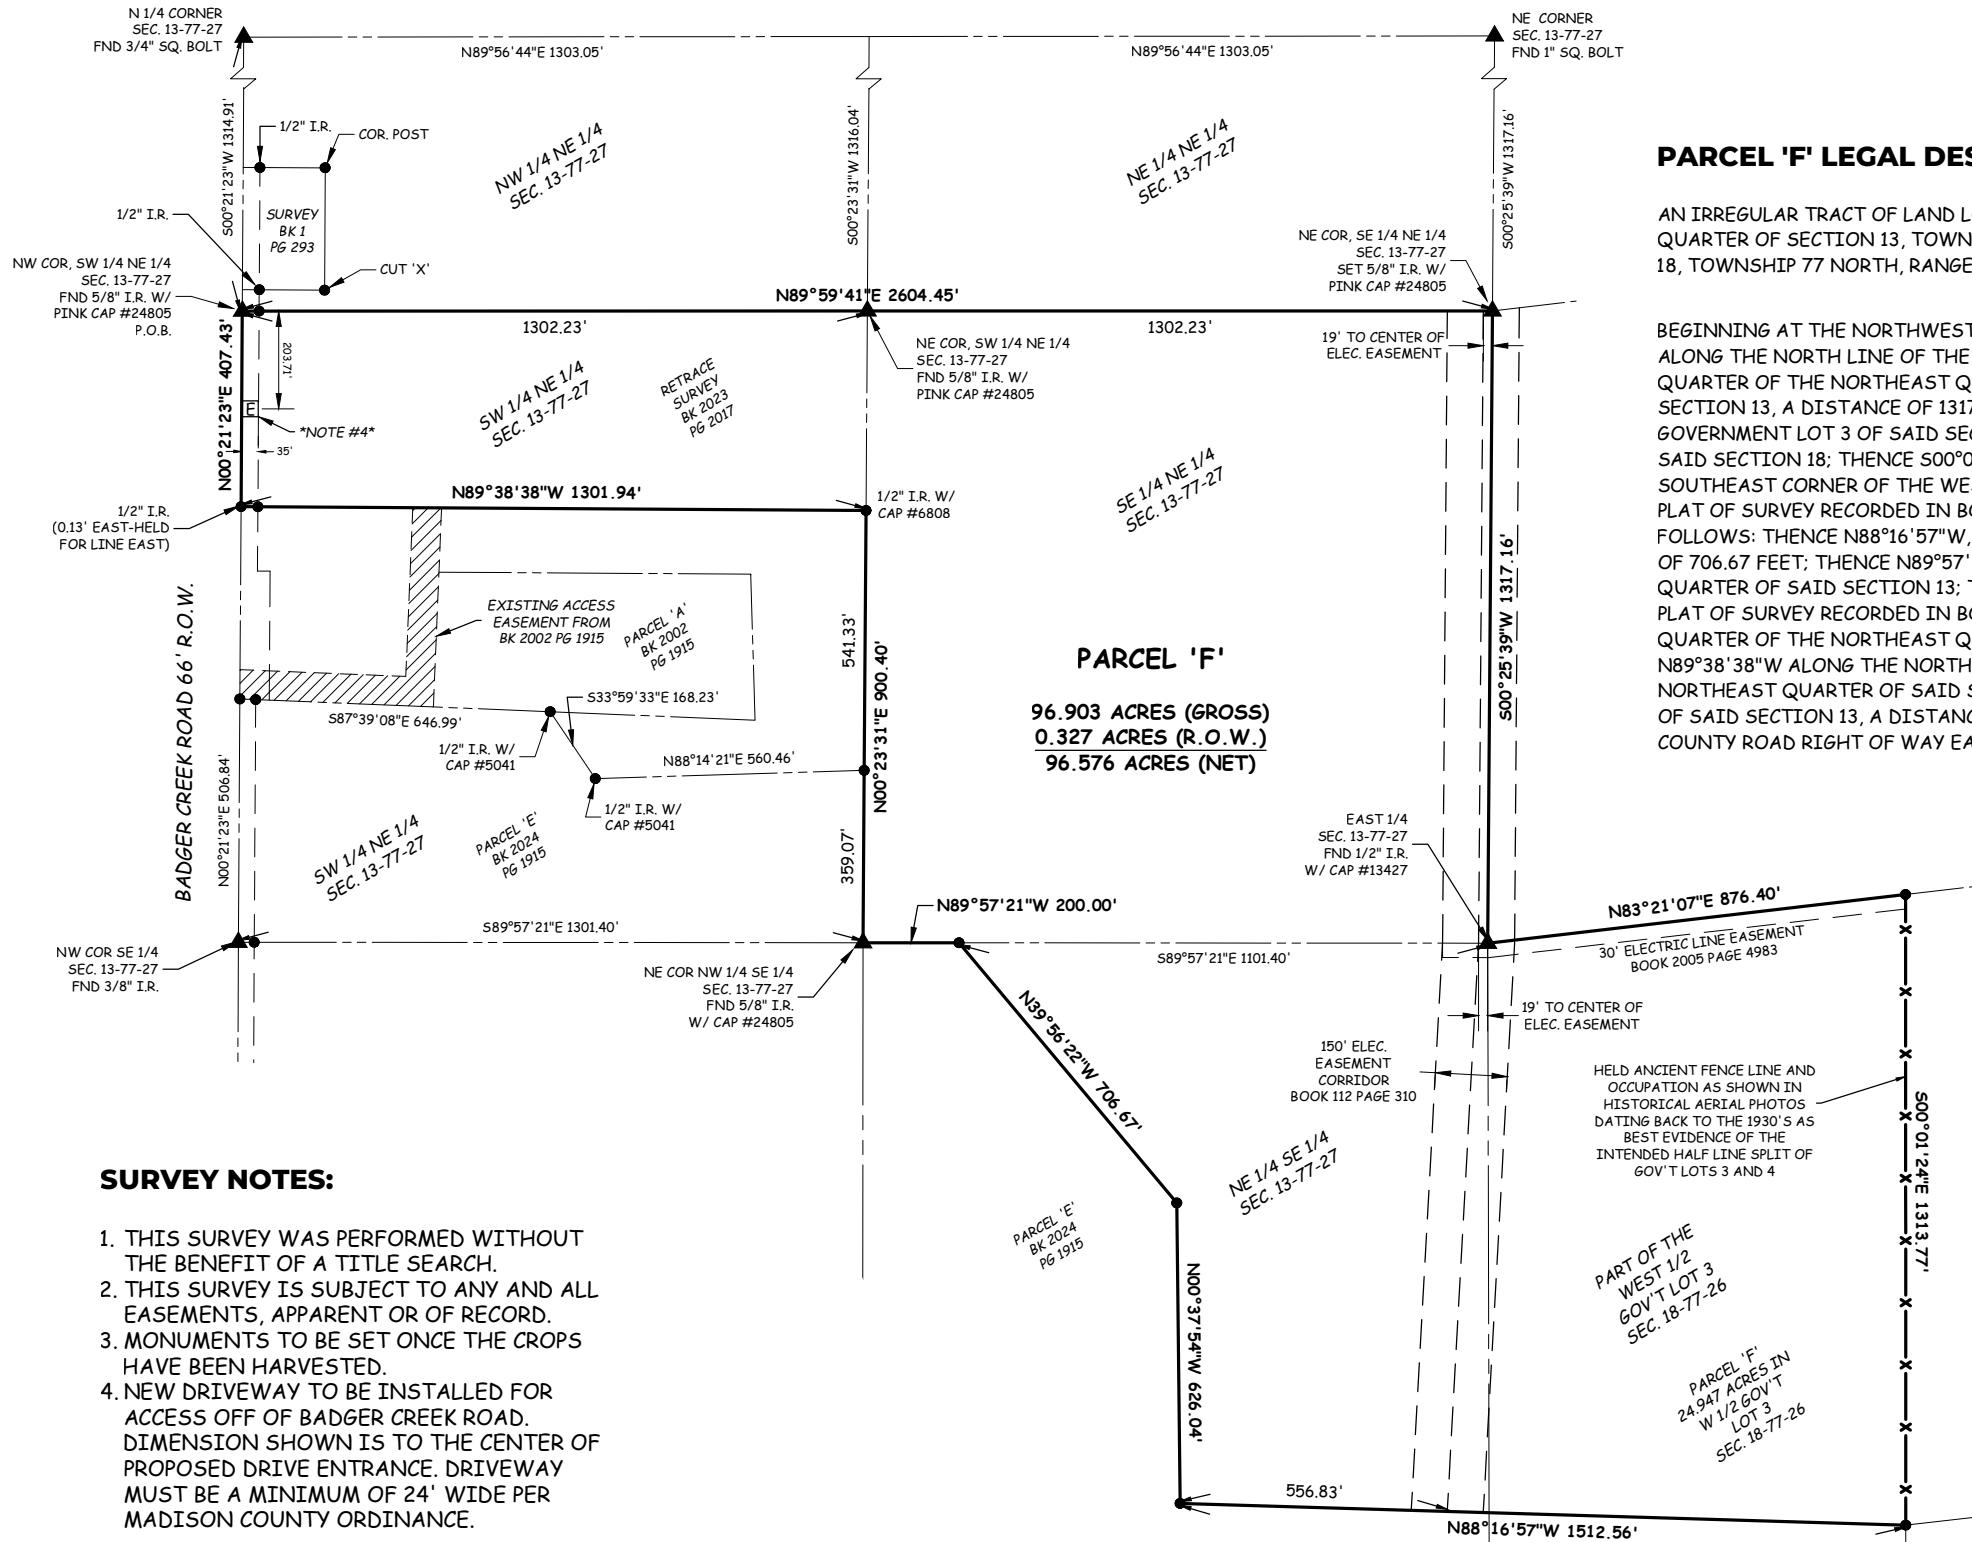 N 1/4 CORNER
SEC. 13-77-27
FND 3/4" SQ. BOLT
N89°56'44"E 1303.05'
N89°56'44"E 1303.05'
NE CORNER
SEC. 13-77-27
FND 1" SQ. BOLT
S00°21'23"W 1314.91'
1/2" I.R.
COR. POST
NW 1/4 NE 1/4
SEC. 13-77-27
S00°23'31"W 1316.04'
NE 1/4 NE 1/4
SEC. 13-77-27
S00°25'39"W 1317.16'
1/2" I.R.
SURVEY
BK 1
PG 293
CUT 'X'
NW COR, SW 1/4 NE 1/4
SEC. 13-77-27
FND 5/8" I.R. W/
PINK CAP #24805
P.O.B.
NE COR, SE 1/4 NE 1/4
SEC. 13-77-27
SET 5/8" I.R. W/
PINK CAP #24805
N89°59'41"E 2604.45'
1302.23'
1302.23'
19' TO CENTER OF
ELEC. EASEMENT
NE COR, SW 1/4 NE 1/4
SEC. 13-77-27
FND 5/8" I.R. W/
PINK CAP #24805
N00°21'23"E 407.43'
203.71'
E
*NOTE #4*
35'
SW 1/4 NE 1/4
SEC. 13-77-27
RETRACE
SURVEY
BK 2023
PG 2017
SE 1/4 NE 1/4
SEC. 13-77-27
N89°38'38"W 1301.94'
1/2" I.R. W/
CAP #6808
1/2" I.R.
(0.13' EAST-HELD
FOR LINE EAST)
BADGER CREEK ROAD 66' R.O.W.
EXISTING ACCESS
EASEMENT FROM
BK 2002 PG 1915
PARCEL 'A'
BK 2002
PG 1915
541.33'
N00°23'31"E 900.40'
S00°25'39"W 1317.16'
PARCEL 'F'
96.903 ACRES (GROSS)
0.327 ACRES (R.O.W.)
96.576 ACRES (NET)
S87°39'08"E 646.99'
S33°59'33"E 168.23'
1/2" I.R. W/
CAP #5041
N88°14'21"E 560.46'
1/2" I.R. W/
CAP #5041
N00°21'23"E 506.84'
SW 1/4 NE 1/4
SEC. 13-77-27
PARCEL 'E'
BK 2024
PG 1915
359.07'
EAST 1/4
SEC. 13-77-27
FND 1/2" I.R.
W/ CAP #13427
N89°57'21"W 200.00'
N83°21'07"E 876.40'
30' ELECTRIC LINE EASEMENT
BOOK 2005 PAGE 4983
S89°57'21"E 1301.40'
S89°57'21"E 1101.40'
NW COR SE 1/4
SEC. 13-77-27
FND 3/8" I.R.
NE COR NW 1/4 SE 1/4
SEC. 13-77-27
FND 5/8" I.R.
W/ CAP #24805
N39°56'22"W 706.67'
19' TO CENTER OF
ELEC. EASEMENT
150' ELEC.
EASEMENT
CORRIDOR
BOOK 112 PAGE 310
HELD ANCIENT FENCE LINE AND
OCCUPATION AS SHOWN IN
HISTORICAL AERIAL PHOTOS
DATING BACK TO THE 1930'S AS
BEST EVIDENCE OF THE
INTENDED HALF LINE SPLIT OF
GOV'T LOTS 3 AND 4
S00°01'24"E 1313.77'
NE 1/4 SE 1/4
SEC. 13-77-27
PARCEL 'E'
BK 2024
PG 1915
N00°37'54"W 626.04'
PART OF THE
WEST 1/2
GOV'T LOT 3
SEC. 18-77-26
PARCEL 'F'
24.947 ACRES IN
W 1/2 GOV'T
LOT 3
SEC. 18-77-26
556.83'
N88°16'57"W 1512.56'
SURVEY NOTES:
1. THIS SURVEY WAS PERFORMED WITHOUT
THE BENEFIT OF A TITLE SEARCH.
2. THIS SURVEY IS SUBJECT TO ANY AND ALL
EASEMENTS, APPARENT OR OF RECORD.
3. MONUMENTS TO BE SET ONCE THE CROPS
HAVE BEEN HARVESTED.
4. NEW DRIVEWAY TO BE INSTALLED FOR
ACCESS OFF OF BADGER CREEK ROAD.
DIMENSION SHOWN IS TO THE CENTER OF
PROPOSED DRIVE ENTRANCE. DRIVEWAY
MUST BE A MINIMUM OF 24' WIDE PER
MADISON COUNTY ORDINANCE.
PARCEL 'F' LEGAL DES
AN IRREGULAR TRACT OF LAND L
QUARTER OF SECTION 13, TOWN
18, TOWNSHIP 77 NORTH, RANGE
BEGINNING AT THE NORTHWEST
ALONG THE NORTH LINE OF THE
QUARTER OF THE NORTHEAST Q
SECTION 13, A DISTANCE OF 1317
GOVERNMENT LOT 3 OF SAID SE
SAID SECTION 18; THENCE S00°0
SOUTHEAST CORNER OF THE WE
PLAT OF SURVEY RECORDED IN BO
FOLLOWS: THENCE N88°16'57"W,
OF 706.67 FEET; THENCE N89°57'
QUARTER OF SAID SECTION 13; T
PLAT OF SURVEY RECORDED IN BO
QUARTER OF THE NORTHEAST Q
N89°38'38"W ALONG THE NORTH
NORTHEAST QUARTER OF SAID S
OF SAID SECTION 13, A DISTANC
COUNTY ROAD RIGHT OF WAY EA